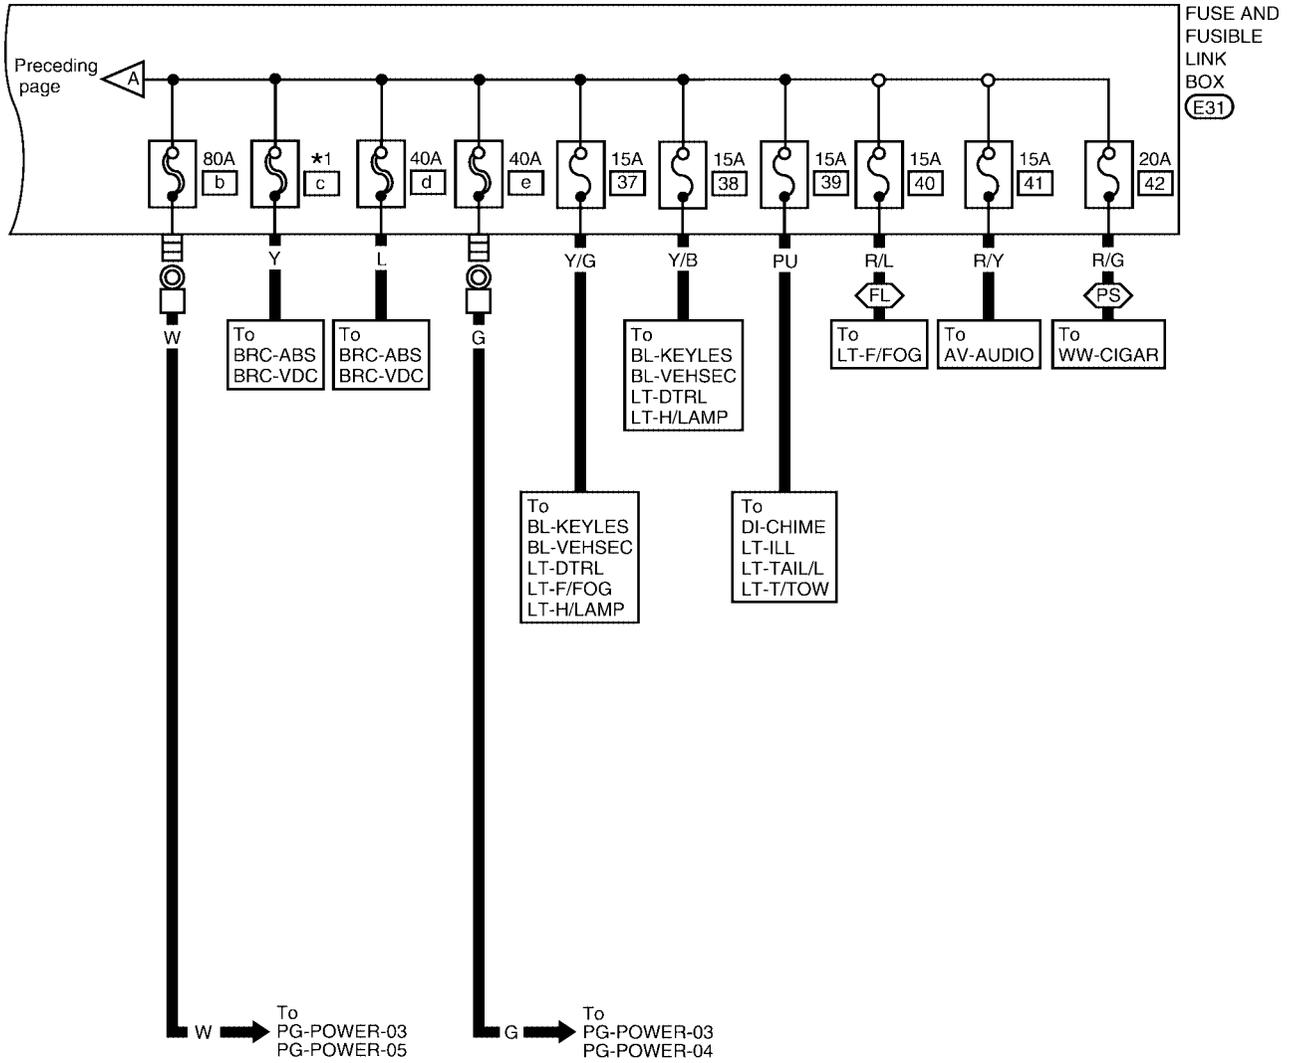 FUSE AND
FUSIBLE
LINK
BOX
E31
Preceding
page
A
80A
b
*1
c
40A
d
40A
e
15A
37
15A
38
15A
39
15A
40
15A
41
20A
42
Y
L
Y/G
Y/B
PU
R/L
R/Y
R/G
FL
PS
W
G
To
BRC-ABS
BRC-VDC
To
BRC-ABS
BRC-VDC
To
BL-KEYLES
BL-VEHSEC
LT-DTRL
LT-H/LAMP
To
LT-F/FOG
To
AV-AUDIO
To
WW-CIGAR
To
BL-KEYLES
BL-VEHSEC
LT-DTRL
LT-F/FOG
LT-H/LAMP
To
DI-CHIME
LT-ILL
LT-TAIL/L
LT-T/TOW
W
To
PG-POWER-03
PG-POWER-05
G
To
PG-POWER-03
PG-POWER-04